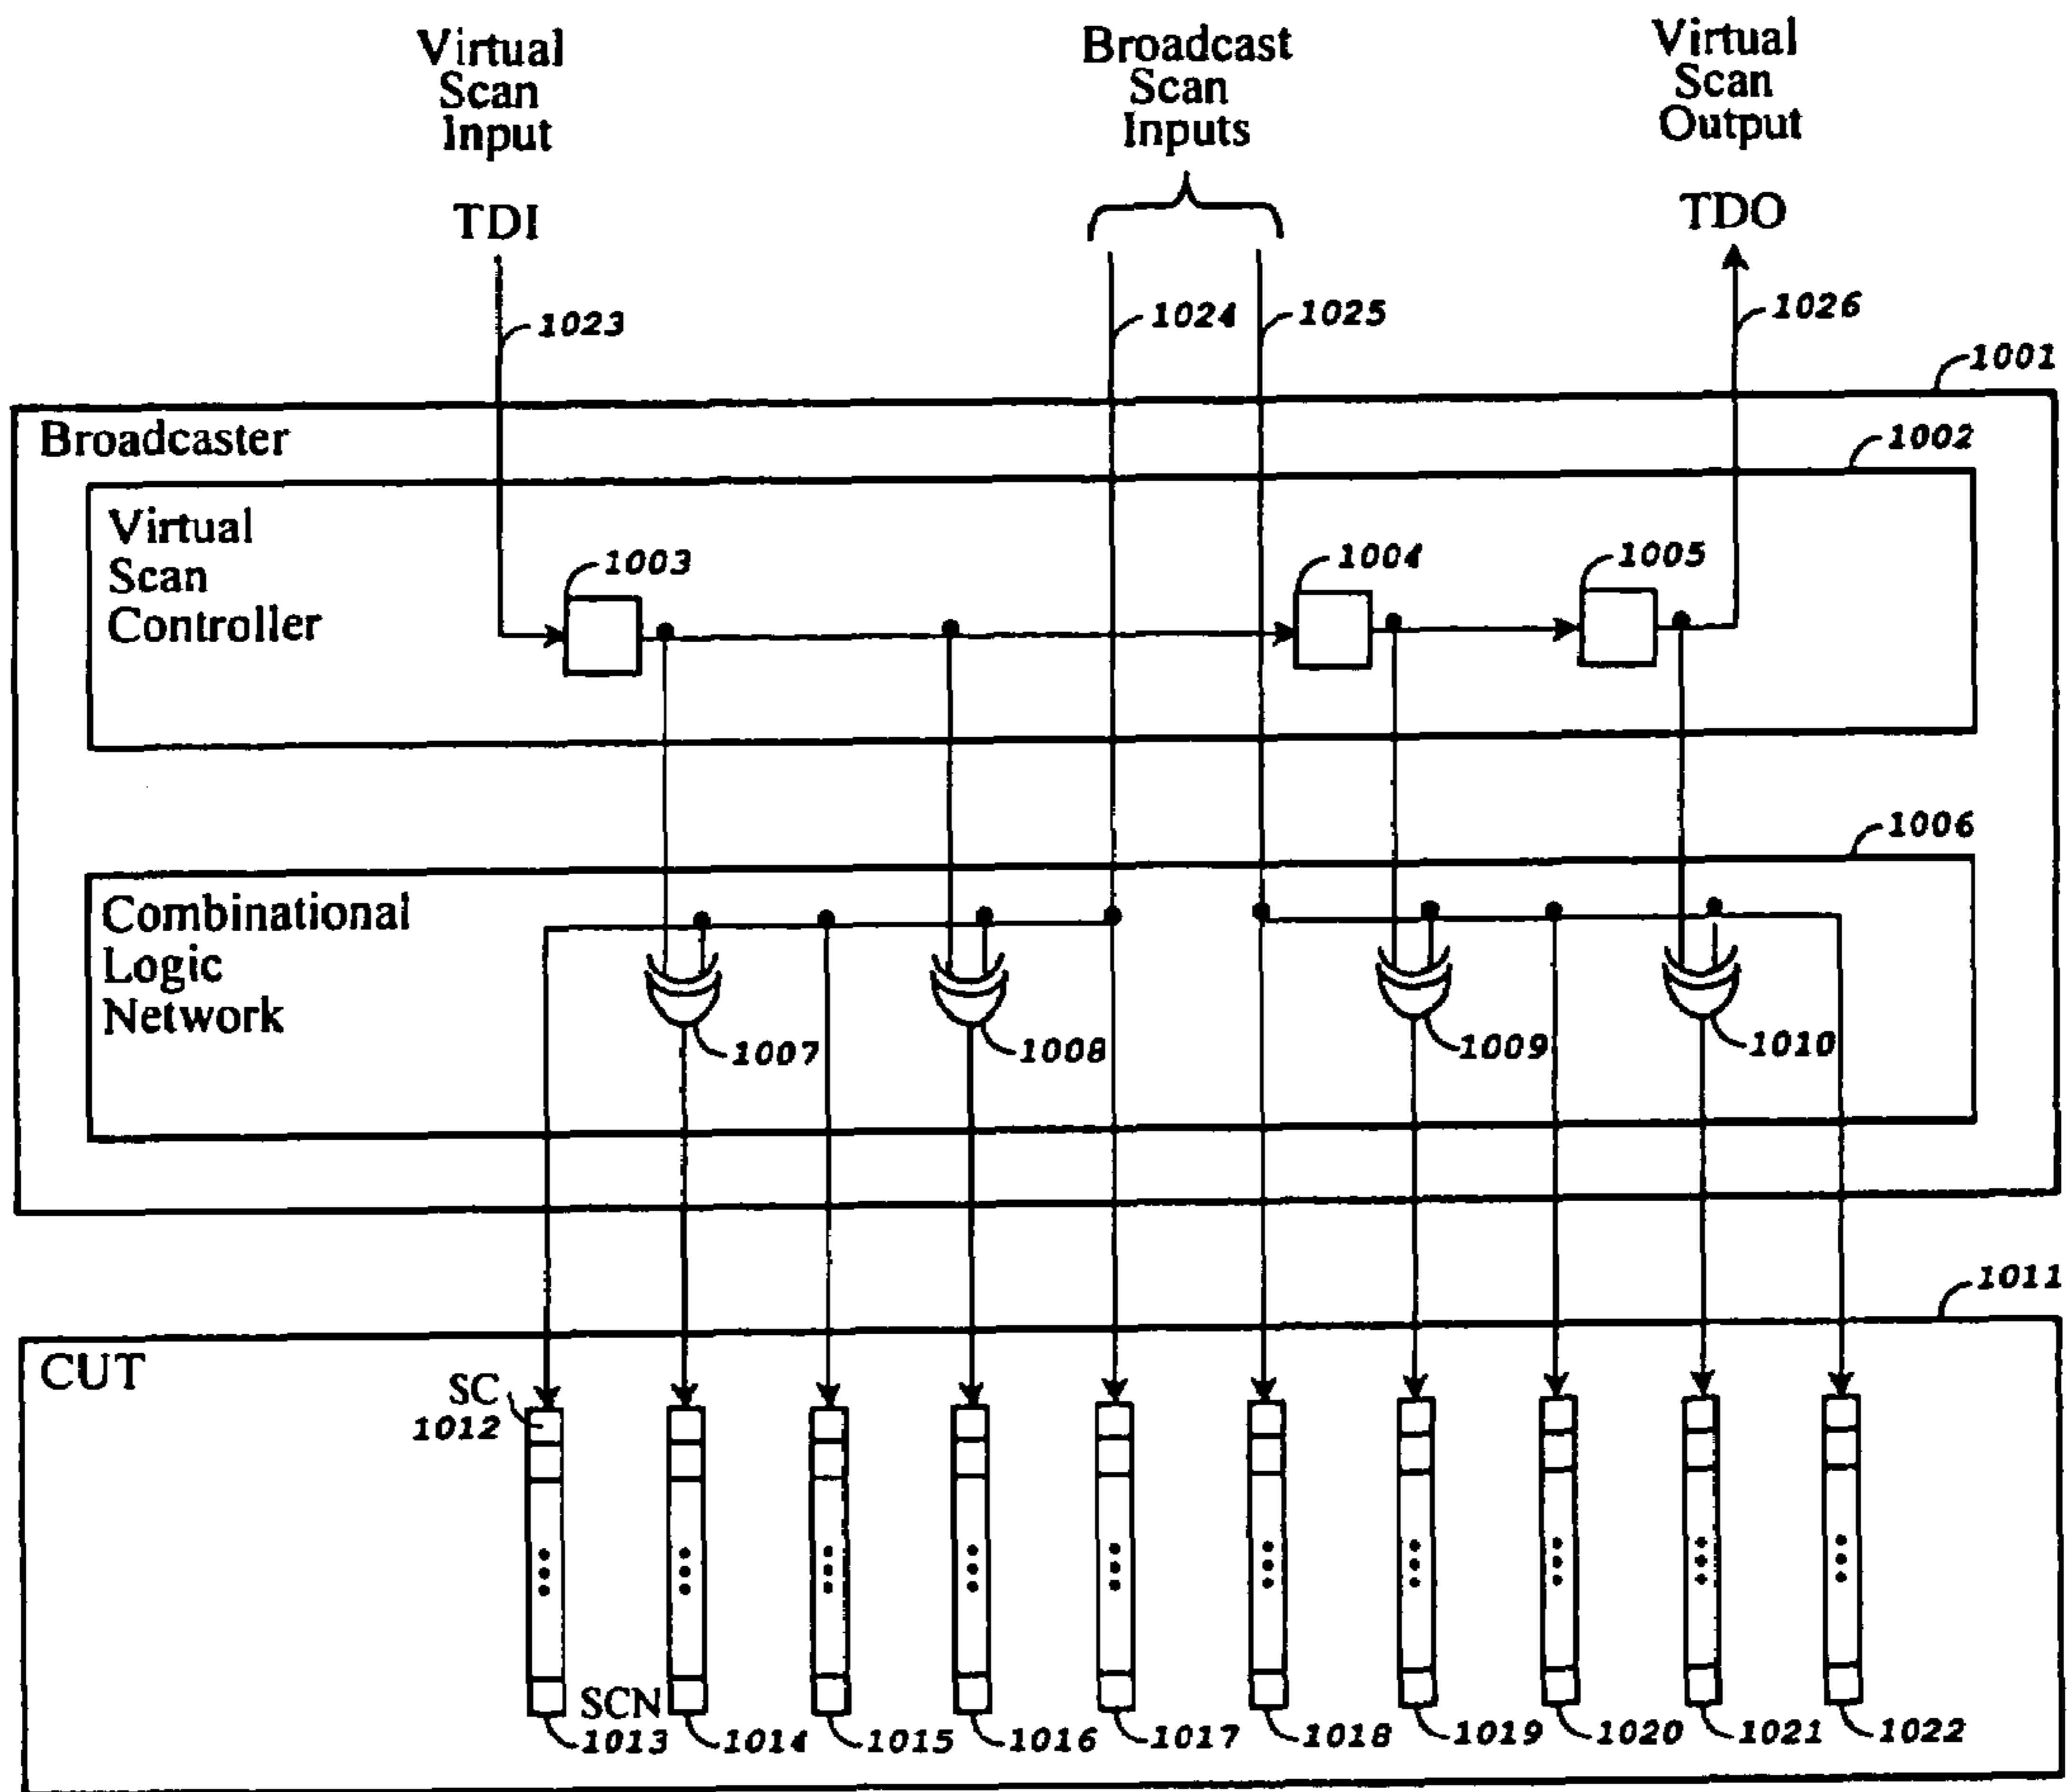 Virtual
Scan
Input
Broadcast
Scan
Inputs
Virtual
Scan
Output
TDI
TDO
1023
1024
1025
1026
1001
Broadcaster
1002
Virtual
Scan
Controller
1003
1004
1005
1006
Combinational
Logic
Network
1007
1008
1009
1010
1011
CUT
SC
1012
SCN
1013
1014
1015
1016
1017
1018
1019
1020
1021
1022